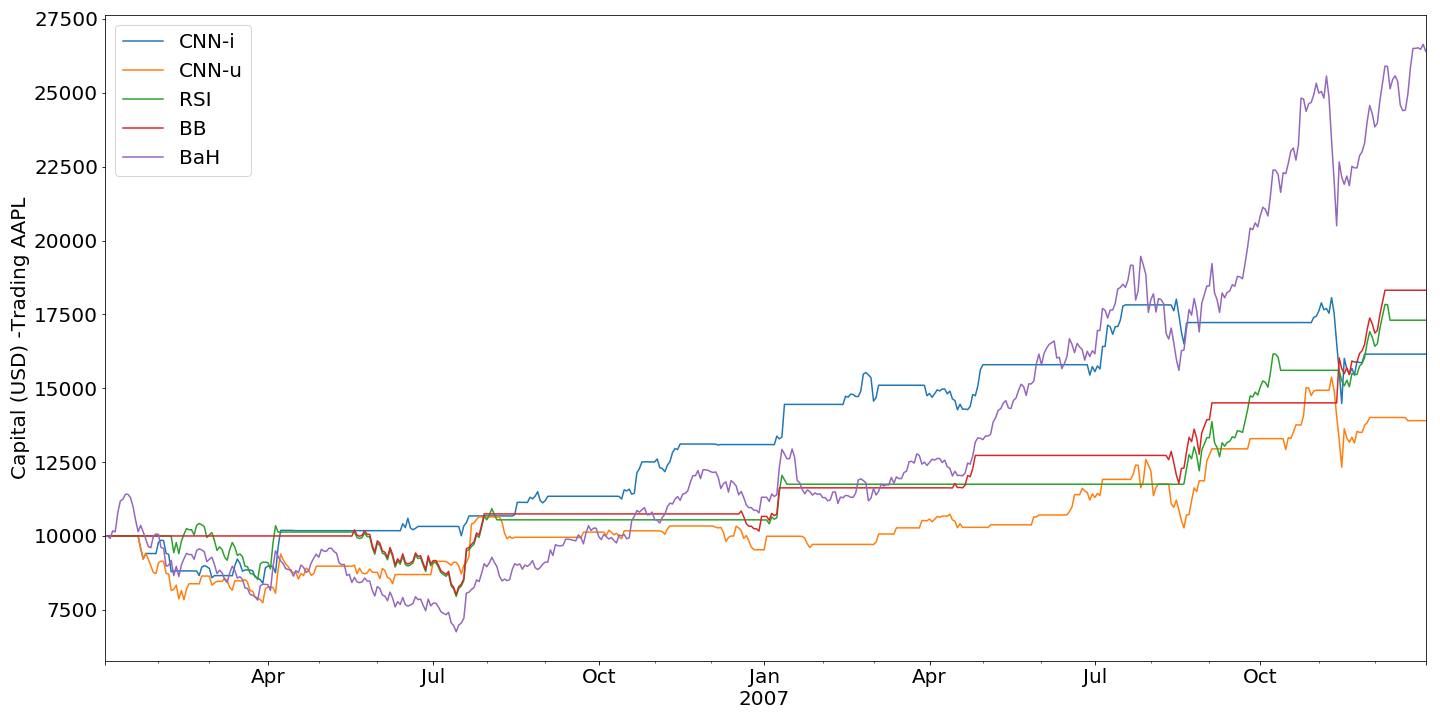 Capital (USD) -Trading AAPL
27500
25000
22500
20000
17500
15000
12500
10000
7500
CNN-i
CNN-u
RSI
BB
BaH
Apr
Jul
Oct
Jan
2007
Apr
Jul
Oct